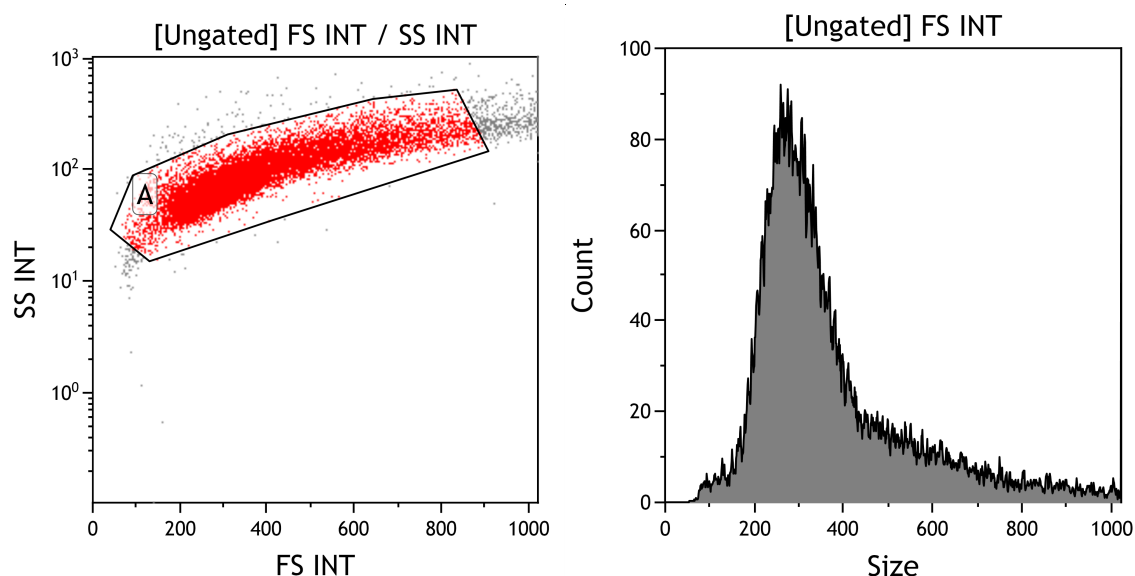 [Ungated] FS INT / SS INT
10³
10²
10¹
10⁰
SS INT
A
0 200 400 600 800 1000
FS INT
[Ungated] FS INT
100
80
60
40
20
0
Count
0 200 400 600 800 1000
Size